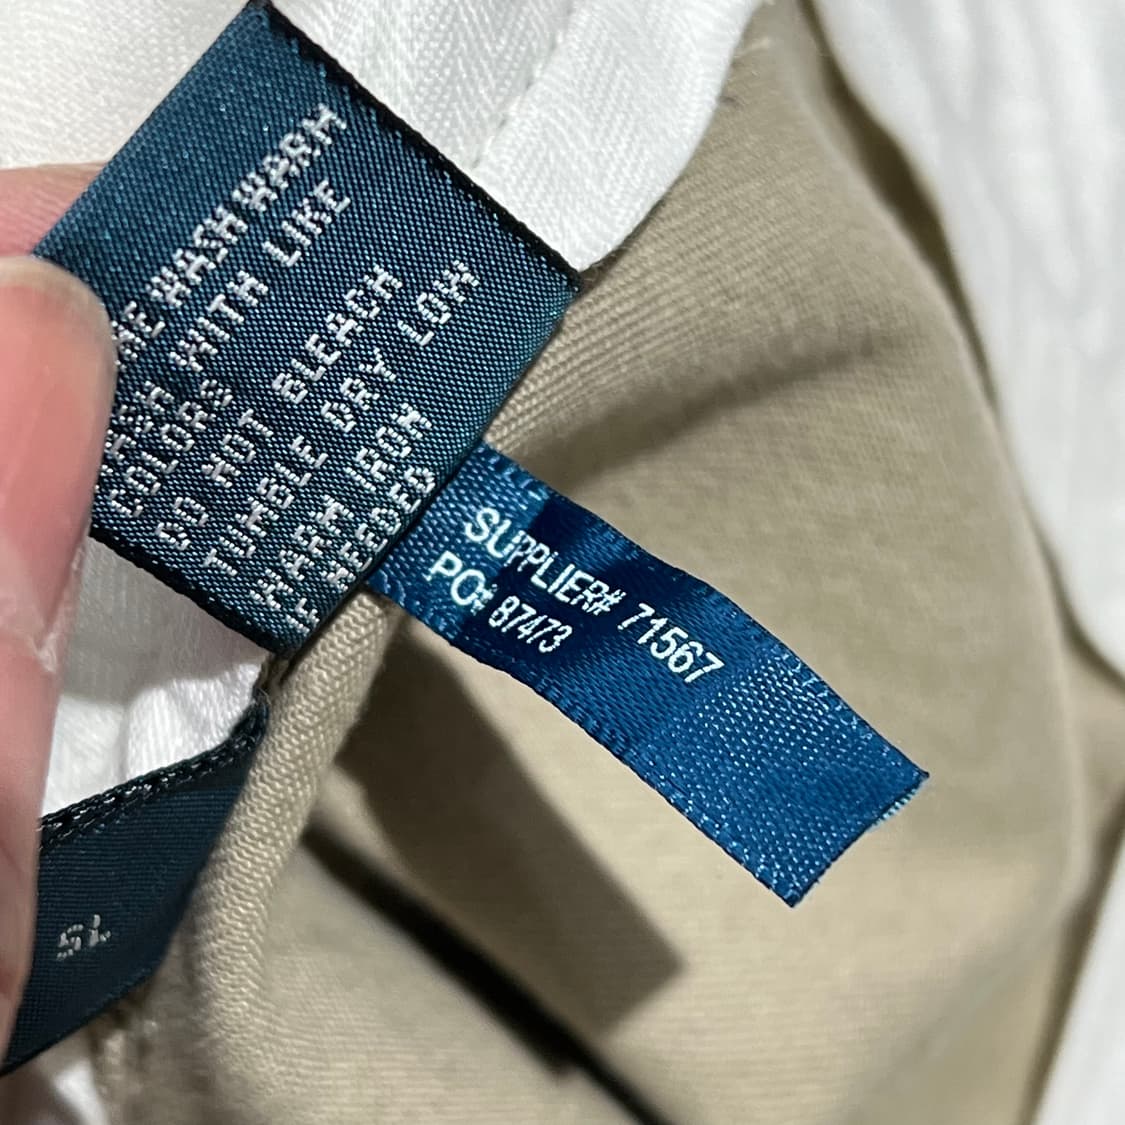 WASH WARM
WITH LIKE
COLORS
DO NOT BLEACH
TUMBLE DRY LOW
WARM IRON
IF NEEDED
SUPPLIER# 71567
PO# 87473